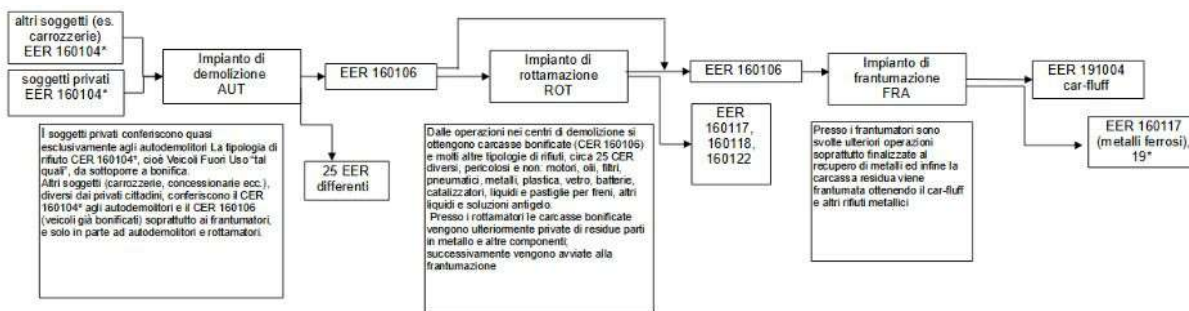 altri soggetti (es.
carrozzerie)
EER 160104*
soggetti privati
EER 160104*
Impianto di
demolizione
AUT
EER 160106
Impianto di
rottamazione
ROT
EER 160106
Impianto di
frantumazione
FRA
EER 191004
car-fluff
EER 160117
(metalli ferrosi),
19*
25 EER
differenti
EER
160117,
160118,
160122
I soggetti privati conferiscono quasi
esclusivamente agli autodemolitori La tipologia di
rifiuto CER 160104*, cioè Veicoli Fuori Uso "tal
quali", da sottoporre a bonifica.
Altri soggetti (carrozzerie, concessionarie ecc.),
diversi dai privati cittadini, conferiscono il CER
160104* agli autodemolitori e il CER 160106
(veicoli già bonificati) soprattutto ai frantumatori,
e solo in parte ad autodemolitori e rottamatori.
Dalle operazioni nei centri di demolizione si
ottengono carcasse bonificate (CER 160106)
e molti altre tipologie di rifiuti, circa 25 CER
diversi, pericolosi e non: motori, olii, filtri,
pneumatici, metalli, plastica, vetro, batterie,
catalizzatori, liquidi e pastiglie per freni, altri
liquidi e soluzioni antigelo.
Presso i rottamatori le carcasse bonificate
vengono ulteriormente private di residue parti
in metallo e altre componenti;
successivamente vengono avviate alla
frantumazione
Presso i frantumatori sono
svolte ulteriori operazioni
soprattutto finalizzate al
recupero di metalli ed infine la
carcassa residua viene
frantumata ottenendo il car-fluff
e altri rifiuti metallici